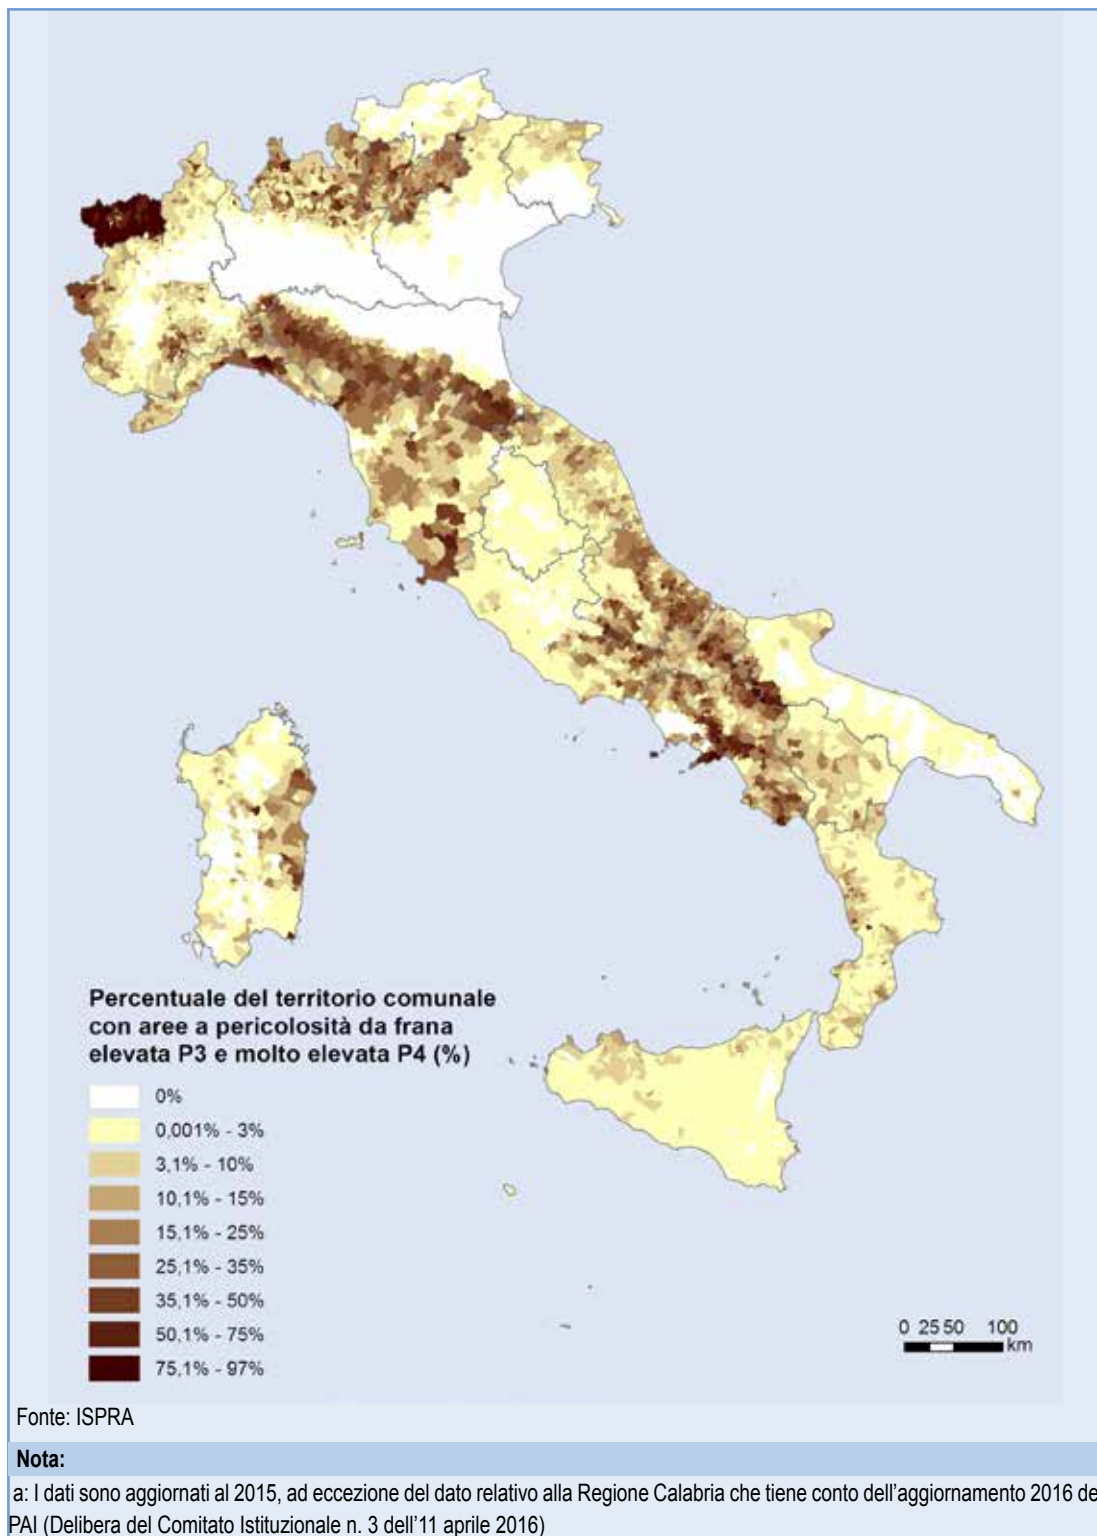 Percentuale del territorio comunale
con aree a pericolosità da frana
elevata P3 e molto elevata P4 (%)
0%
0,001% - 3%
3,1% - 10%
10,1% - 15%
15,1% - 25%
25,1% - 35%
35,1% - 50%
50,1% - 75%
75,1% - 97%
0 25 50 100
km
Fonte: ISPRA
Nota:
a: I dati sono aggiornati al 2015, ad eccezione del dato relativo alla Regione Calabria che tiene conto dell'aggiornamento 2016 de
PAI (Delibera del Comitato Istituzionale n. 3 dell'11 aprile 2016)